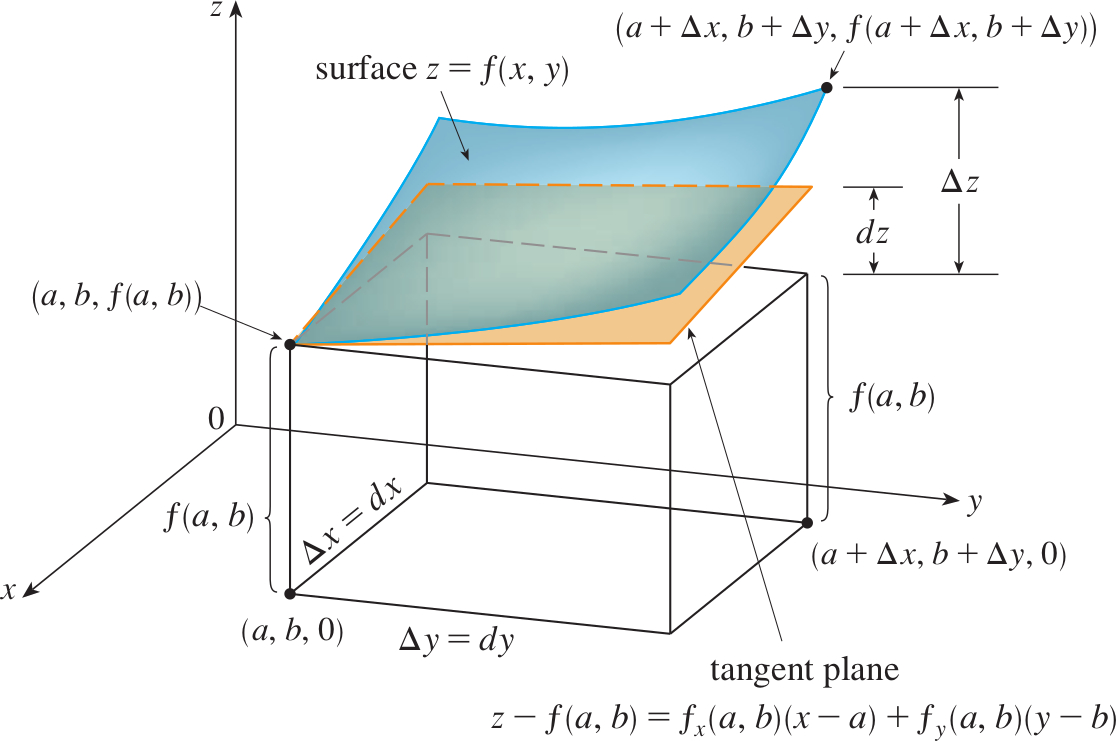 z
(a + Δx, b + Δy, f(a + Δx, b + Δy))
surface z = f(x, y)
Δz
dz
(a, b, f(a, b))
f(a, b)
0
y
f(a, b)
Δx = dx
(a + Δx, b + Δy, 0)
x
(a, b, 0)
Δy = dy
tangent plane
z − f(a, b) = fₓ(a, b)(x − a) + f_y(a, b)(y − b)